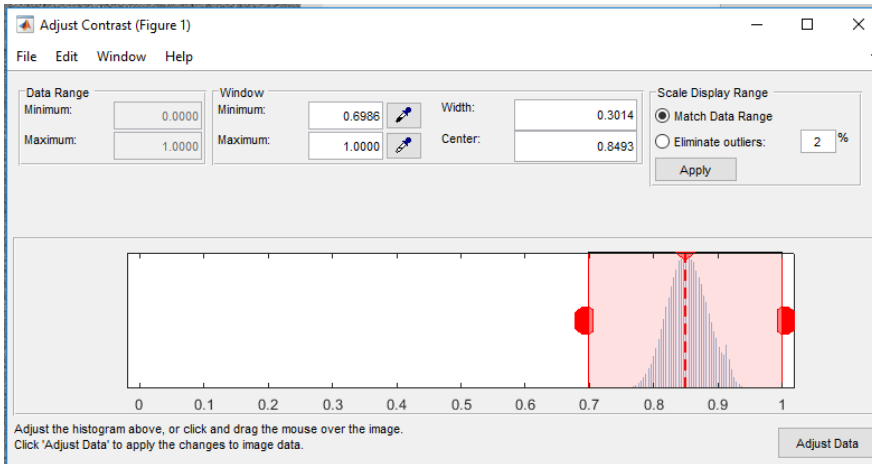 Adjust Contrast (Figure 1)
File Edit Window Help
Data Range
Minimum: 0.0000
Maximum: 1.0000
Window
Minimum: 0.6986
Maximum: 1.0000
Width: 0.3014
Center: 0.8493
Scale Display Range
Match Data Range
Eliminate outliers: 2 %
Apply
0 0.1 0.2 0.3 0.4 0.5 0.6 0.7 0.8 0.9 1
Adjust the histogram above, or click and drag the mouse over the image.
Click 'Adjust Data' to apply the changes to image data.
Adjust Data